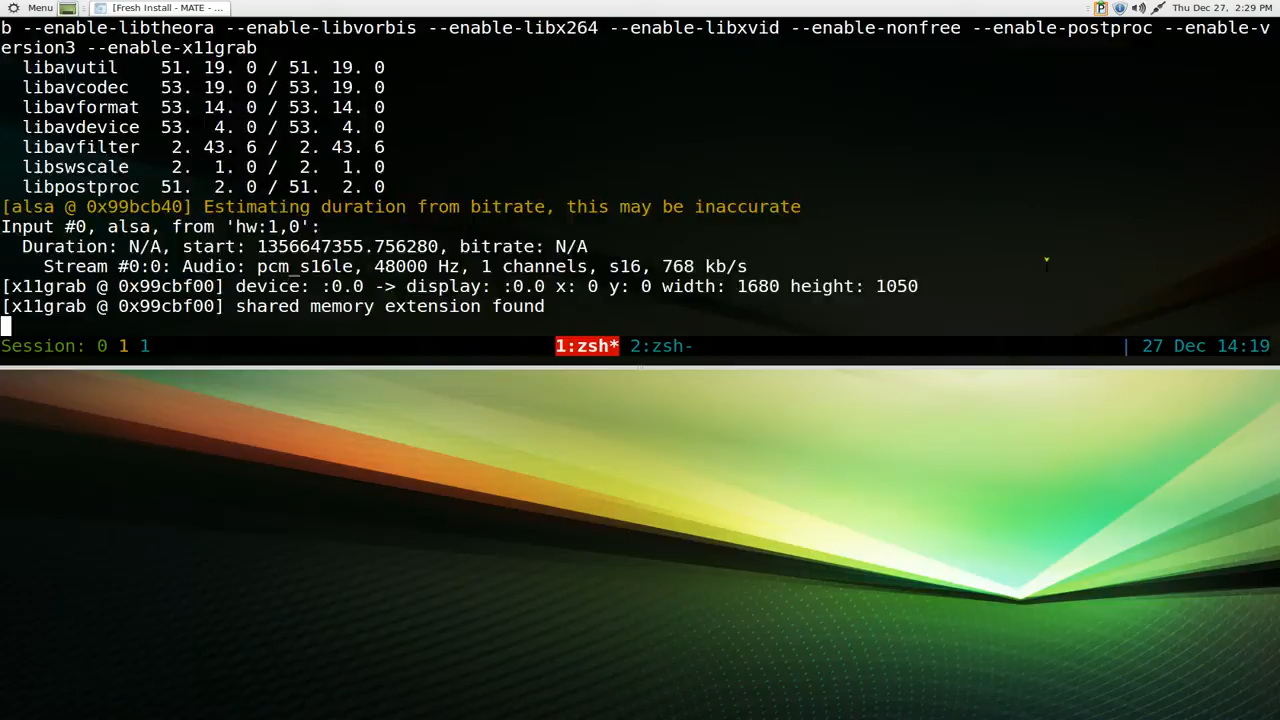 Menu [Fresh Install - MATE - ... Thu Dec 27, 2:29 PM
b --enable-libtheora --enable-libvorbis --enable-libx264 --enable-libxvid --enable-nonfree --enable-postproc --enable-v
ersion3 --enable-x11grab
libavutil    51. 19. 0 / 51. 19. 0
libavcodec   53. 19. 0 / 53. 19. 0
libavformat  53. 14. 0 / 53. 14. 0
libavdevice  53.  4. 0 / 53.  4. 0
libavfilter   2. 43. 6 /  2. 43. 6
libswscale    2.  1. 0 /  2.  1. 0
libpostproc  51.  2. 0 / 51.  2. 0
[alsa @ 0x99bcb40] Estimating duration from bitrate, this may be inaccurate
Input #0, alsa, from 'hw:1,0':
Duration: N/A, start: 1356647355.756280, bitrate: N/A
Stream #0:0: Audio: pcm_s16le, 48000 Hz, 1 channels, s16, 768 kb/s
[x11grab @ 0x99cbf00] device: :0.0 -> display: :0.0 x: 0 y: 0 width: 1680 height: 1050
[x11grab @ 0x99cbf00] shared memory extension found
Session: 0 1 1 1:zsh* 2:zsh- | 27 Dec 14:19